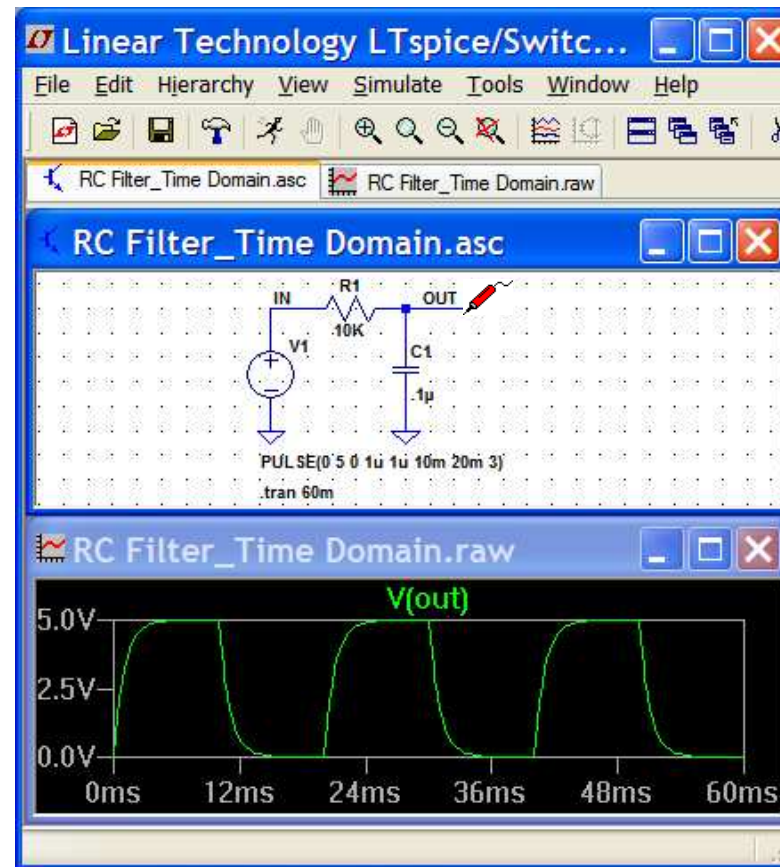 Linear Technology LTspice/Switc...
File Edit Hierarchy View Simulate Tools Window Help
RC Filter_Time Domain.asc RC Filter_Time Domain.raw
RC Filter_Time Domain.asc
IN R1 OUT
10K
V1 C1
.1µ
PULSE(0 5 0 1u 1u 10m 20m 3)
.tran 60m
RC Filter_Time Domain.raw
V(out)
5.0V
2.5V
0.0V
0ms 12ms 24ms 36ms 48ms 60ms